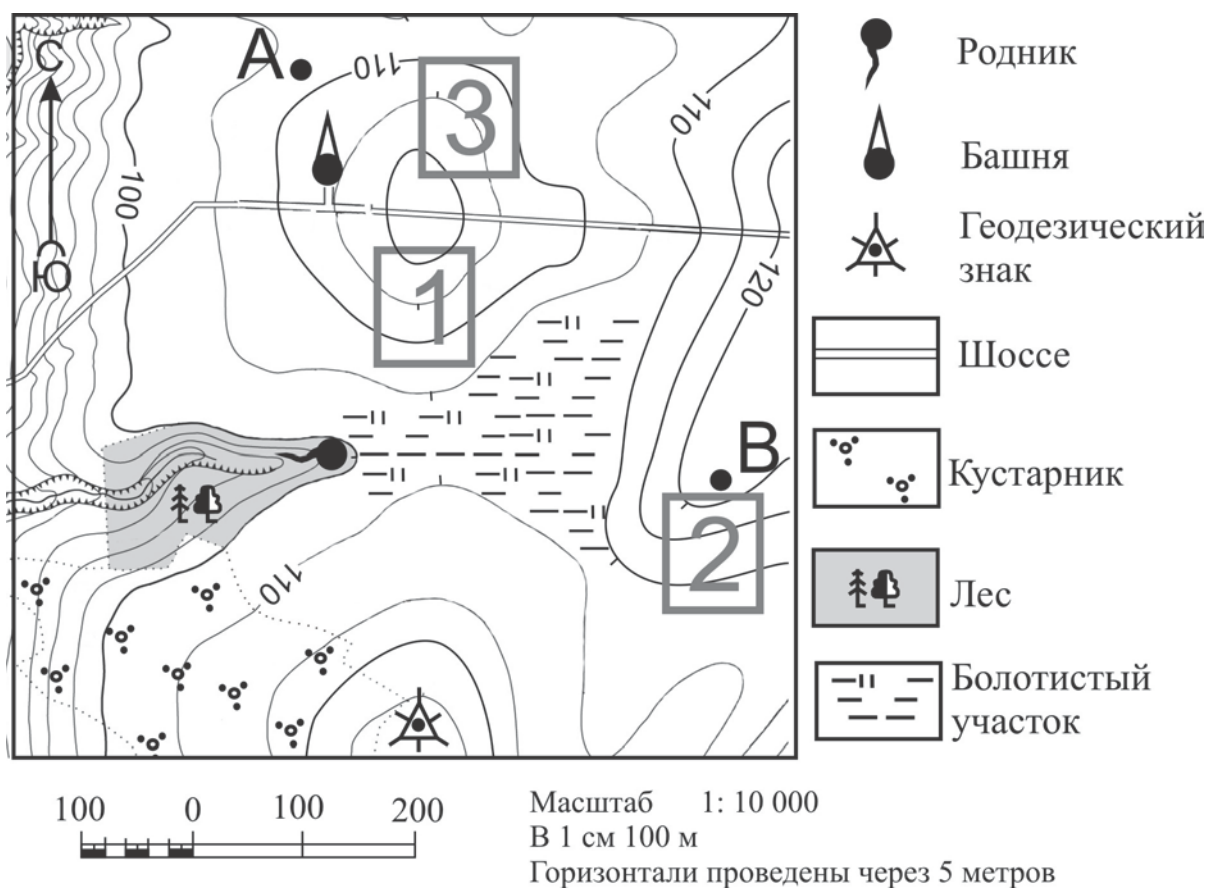 С
Ю
А
В
1
2
3
110
110
120
100
110
Родник
Башня
Геодезический
знак
Шоссе
Кустарник
Лес
Болотистый
участок
100 0 100 200
Масштаб 1: 10 000
В 1 см 100 м
Горизонтали проведены через 5 метров